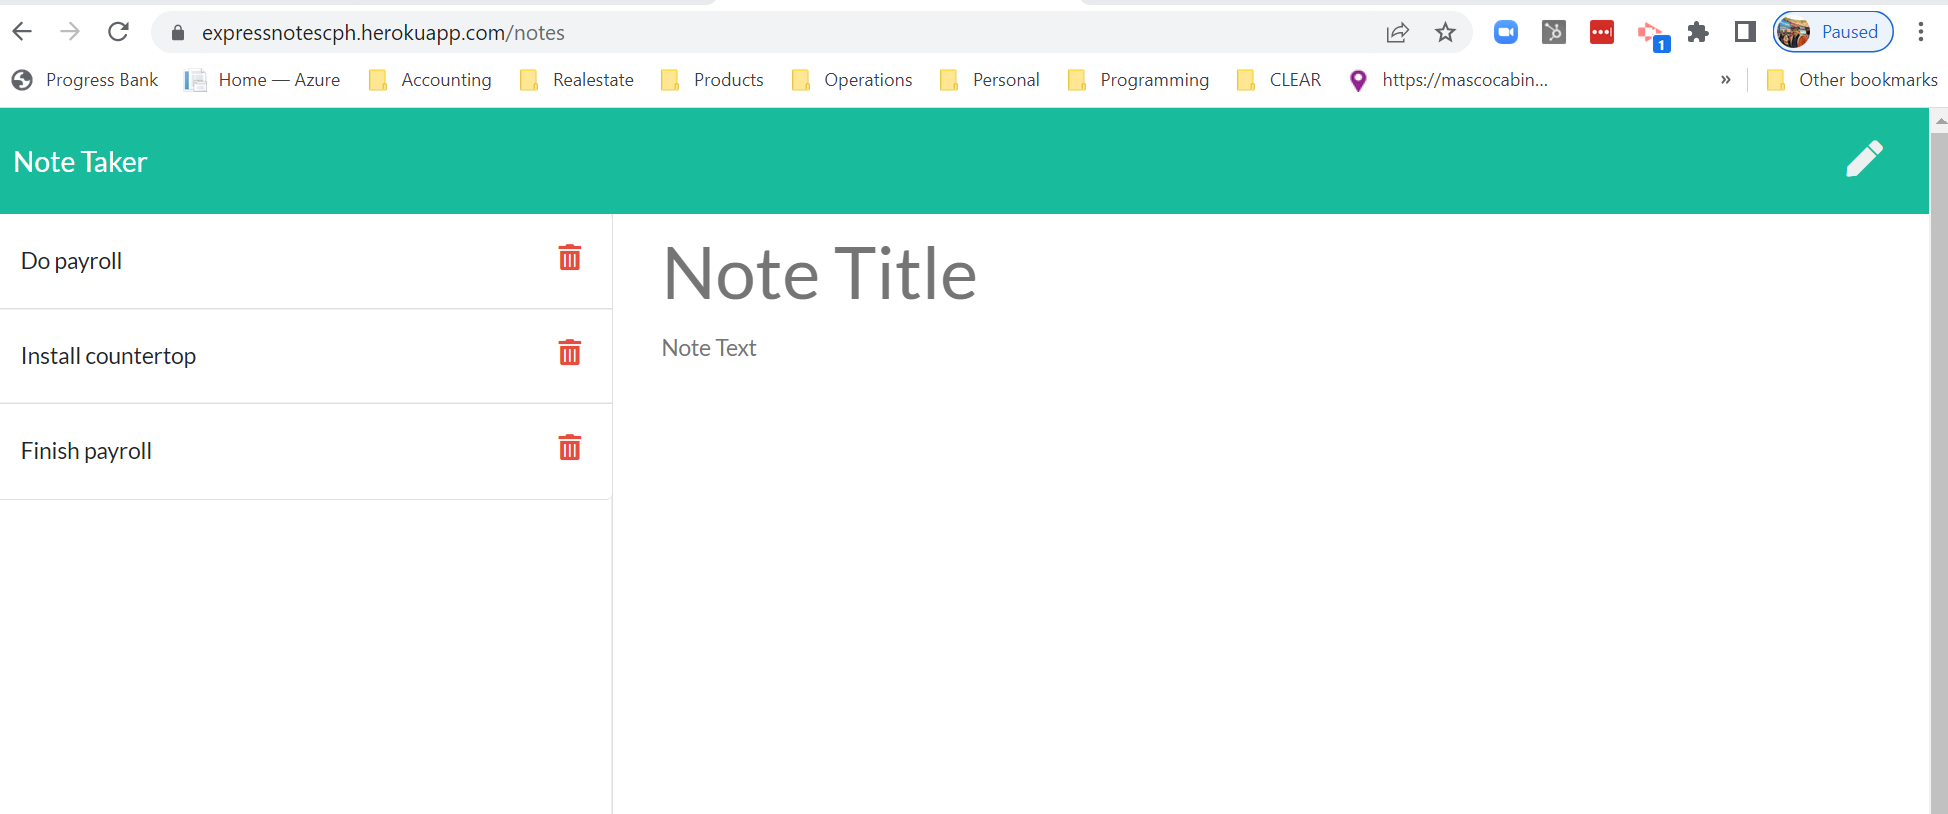 expressnotescph.herokuapp.com/notes
1
Paused
Progress Bank Home — Azure Accounting Realestate Products Operations Personal Programming CLEAR https://mascocabin... » Other bookmarks
Note Taker
Do payroll
Install countertop
Finish payroll
Note Title
Note Text